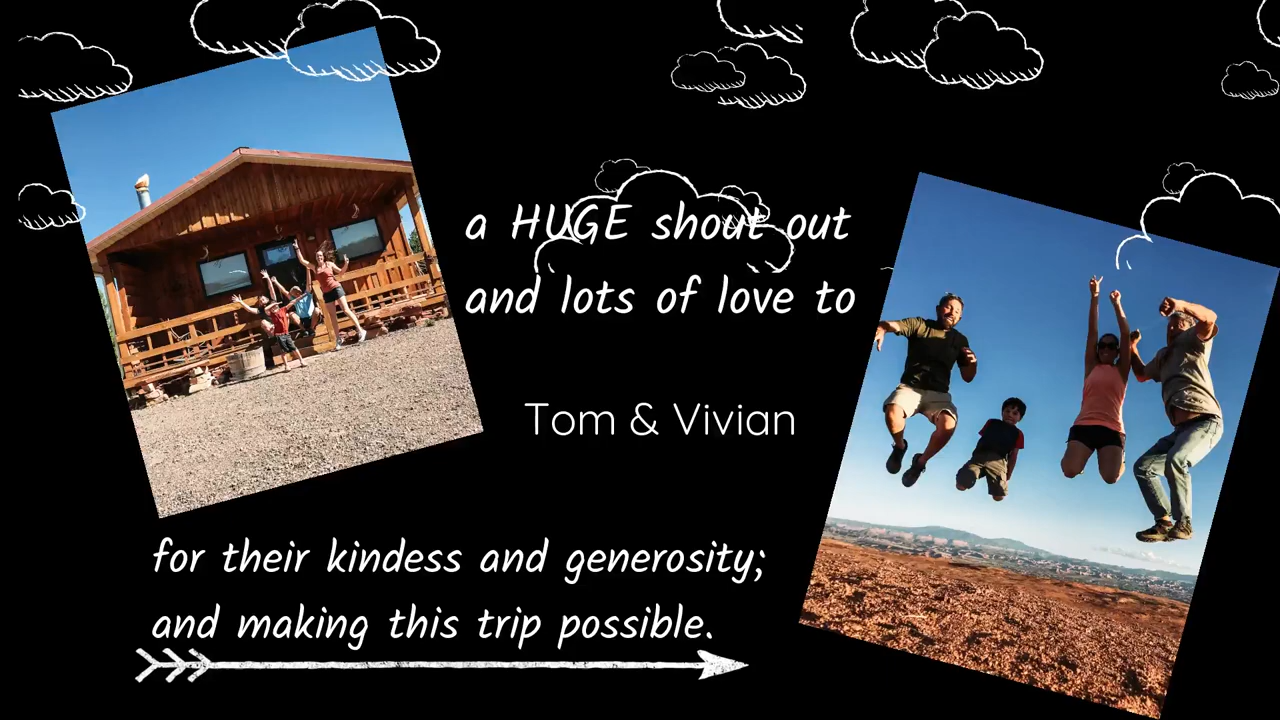 a HUGE shout out
and lots of love to
Tom & Vivian
for their kindess and generosity;
and making this trip possible.